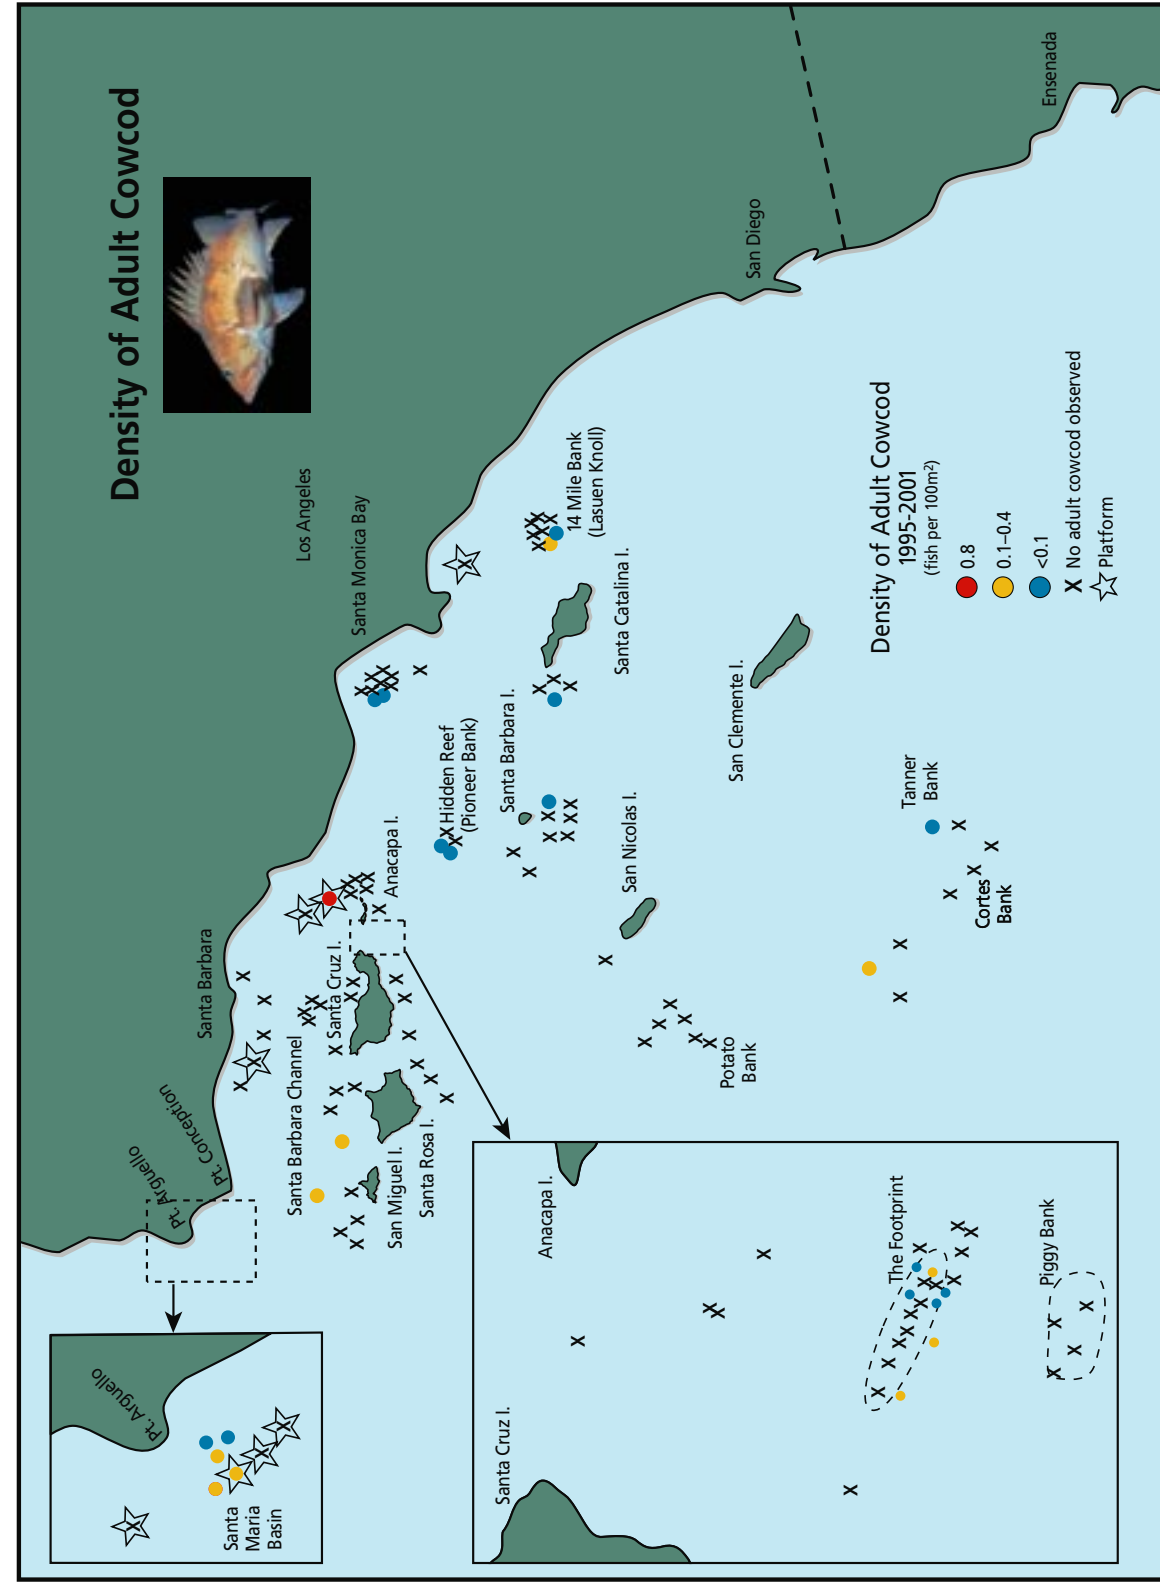 Density of Adult Cowcod
Pt. Arguello
Pt. Conception
Santa Barbara
Los Angeles
Santa Monica Bay
San Diego
Ensenada
Santa Barbara Channel
Santa Cruz I.
Anacapa I.
San Miguel I.
Santa Rosa I.
Hidden Reef
(Pioneer Bank)
Santa Barbara I.
14 Mile Bank
(Lasuen Knoll)
Santa Catalina I.
San Nicolas I.
San Clemente I.
Potato
Bank
Tanner
Bank
Cortes
Bank
Density of Adult Cowcod
1995-2001
(fish per 100m²)
0.8
0.1–0.4
<0.1
X No adult cowcod observed
Platform
Pt. Arguello
Santa
Maria
Basin
Santa Cruz I.
Anacapa I.
The Footprint
Piggy Bank